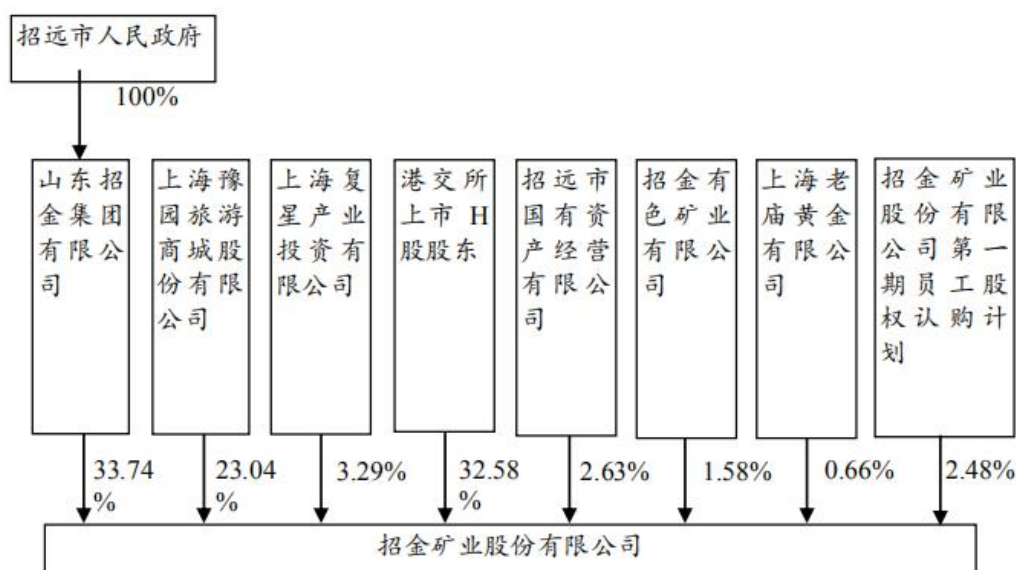 招远市人民政府
100%
山东招
金集团
有限公
司
上海豫
园旅游
商城股
份有限
公司
上海复
星产业
投资有
限公司
港交所
上市 H
股股东
招远市
国有资
产经营
有限公
司
招金有
色矿业
有限公
司
上海老
庙黄金
有限公
司
招金矿业
股份有限
公司第一
期员工股
权认购计
划
33.74
%
23.04
%
3.29%
32.58
%
2.63%
1.58%
0.66%
2.48%
招金矿业股份有限公司